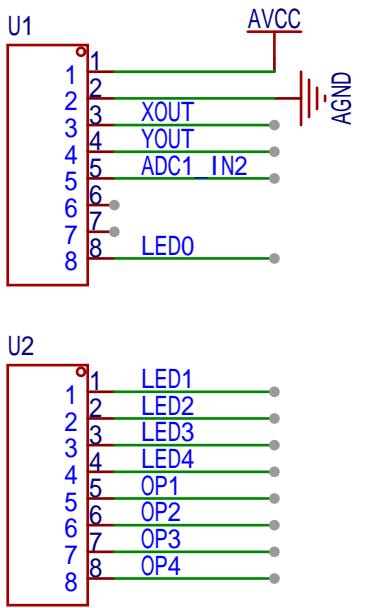 U1
AVCC
1 1
2 2
AGND
3 3 XOUT
4 4 YOUT
5 5 ADC1_IN2
6 6
7 7
8 8 LED0
U2
1 1 LED1
2 2 LED2
3 3 LED3
4 4 LED4
5 5 OP1
6 6 OP2
7 7 OP3
8 8 OP4